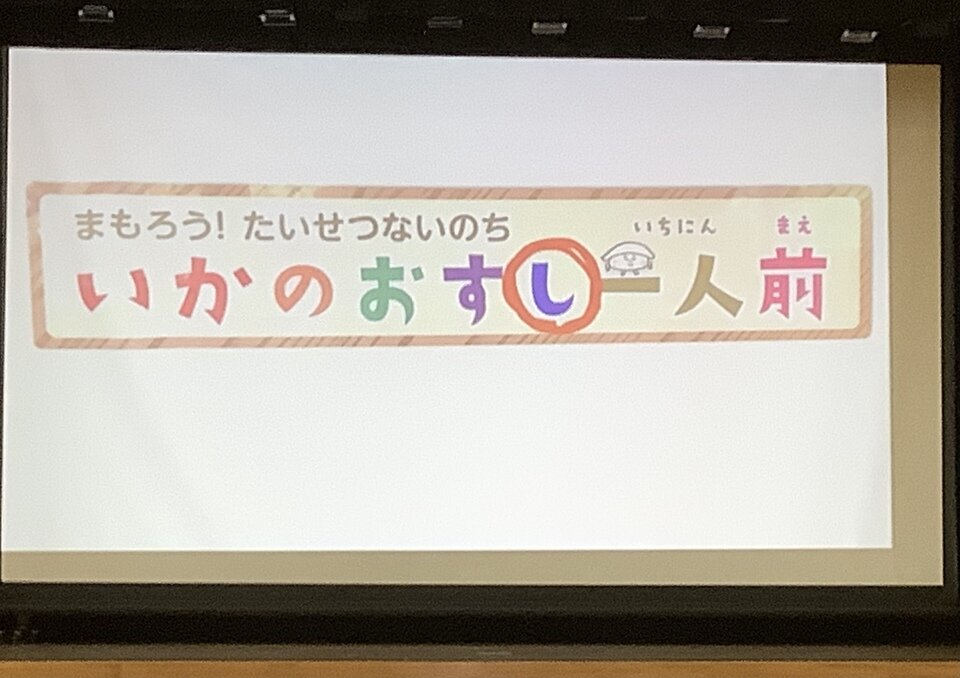 まもろう! たいせつないのち
いちにん まえ
いかのおすし一人前